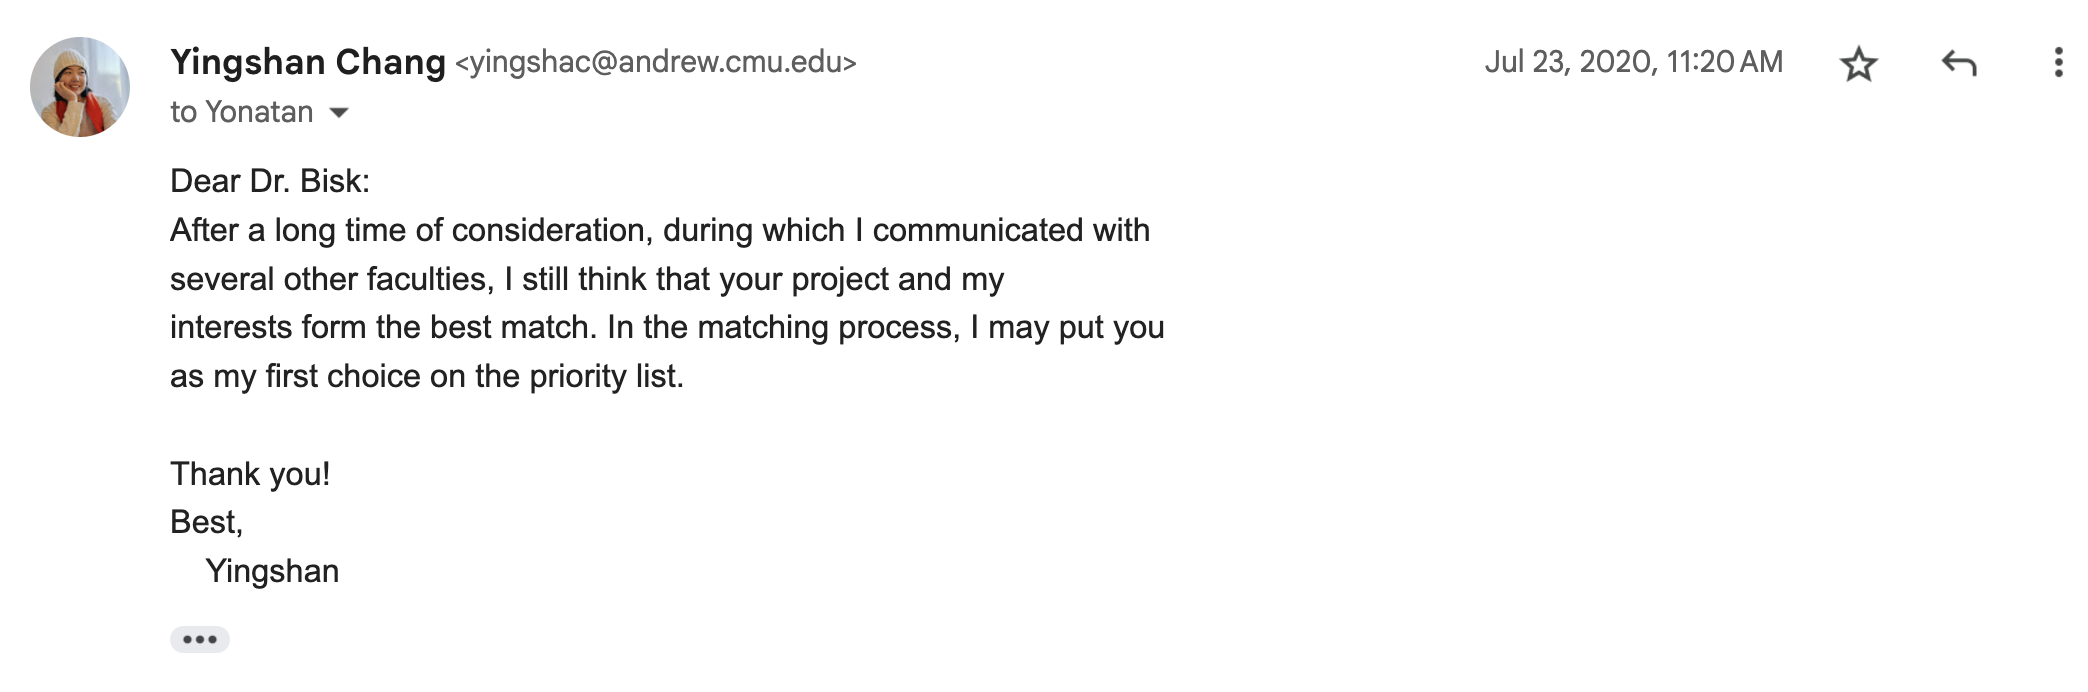 Yingshan Chang <yingshac@andrew.cmu.edu> Jul 23, 2020, 11:20 AM
to Yonatan
Dear Dr. Bisk:
After a long time of consideration, during which I communicated with
several other faculties, I still think that your project and my
interests form the best match. In the matching process, I may put you
as my first choice on the priority list.
Thank you!
Best,
Yingshan